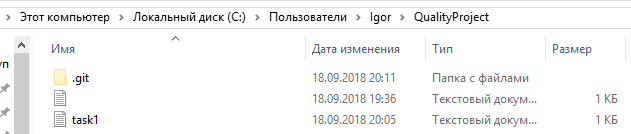 Этот компьютер › Локальный диск (C:) › Пользователи › Igor › QualityProject
Имя Дата изменения Тип Размер
.git 18.09.2018 20:11 Папка с файлами
18.09.2018 19:36 Текстовый докум... 1 КБ
уп
task1 18.09.2018 20:05 Текстовый докум... 1 КБ